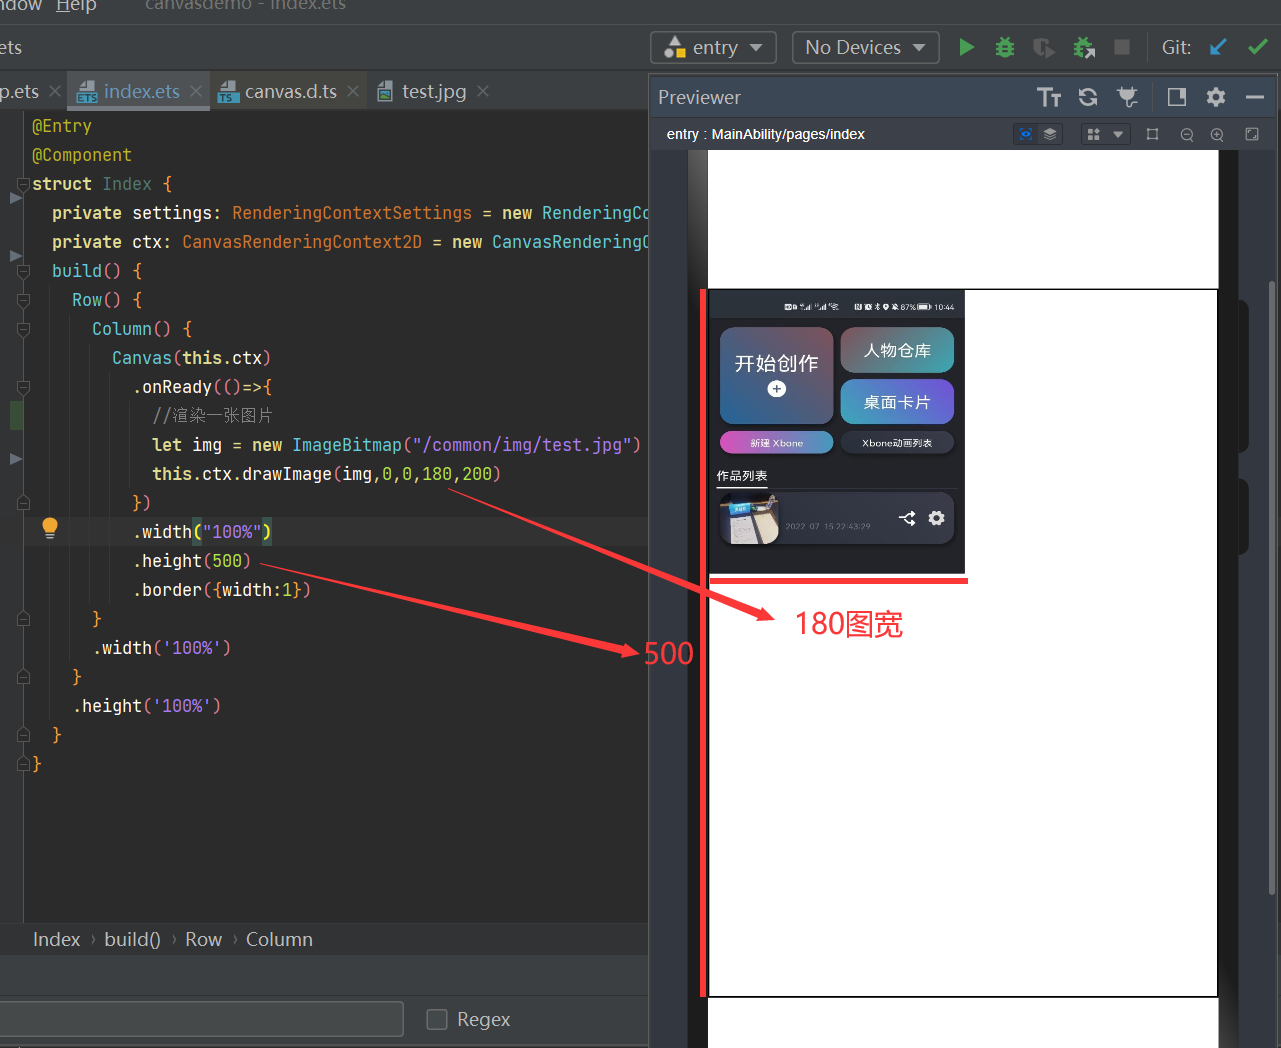 ndow Help canvasdemo - index.ets
ets
entry
No Devices
Git:
p.ets
index.ets
canvas.d.ts
test.jpg
Previewer
entry : MainAbility/pages/index
@Entry
@Component
struct Index {
private settings: RenderingContextSettings = new RenderingCo
private ctx: CanvasRenderingContext2D = new CanvasRendering
build() {
Row() {
Column() {
Canvas(this.ctx)
.onReady(()=>{
//渲染一张图片
let img = new ImageBitmap("/common/img/test.jpg")
this.ctx.drawImage(img,0,0,180,200)
})
.width("100%")
.height(500)
.border({width:1})
}
.width('100%')
}
.height('100%')
}
}
87% 10:44
开始创作
人物仓库
桌面卡片
新建 Xbone
Xbone动画列表
作品列表
2022 07 15 22:43:29
180图宽
500
Index › build() › Row › Column
Regex